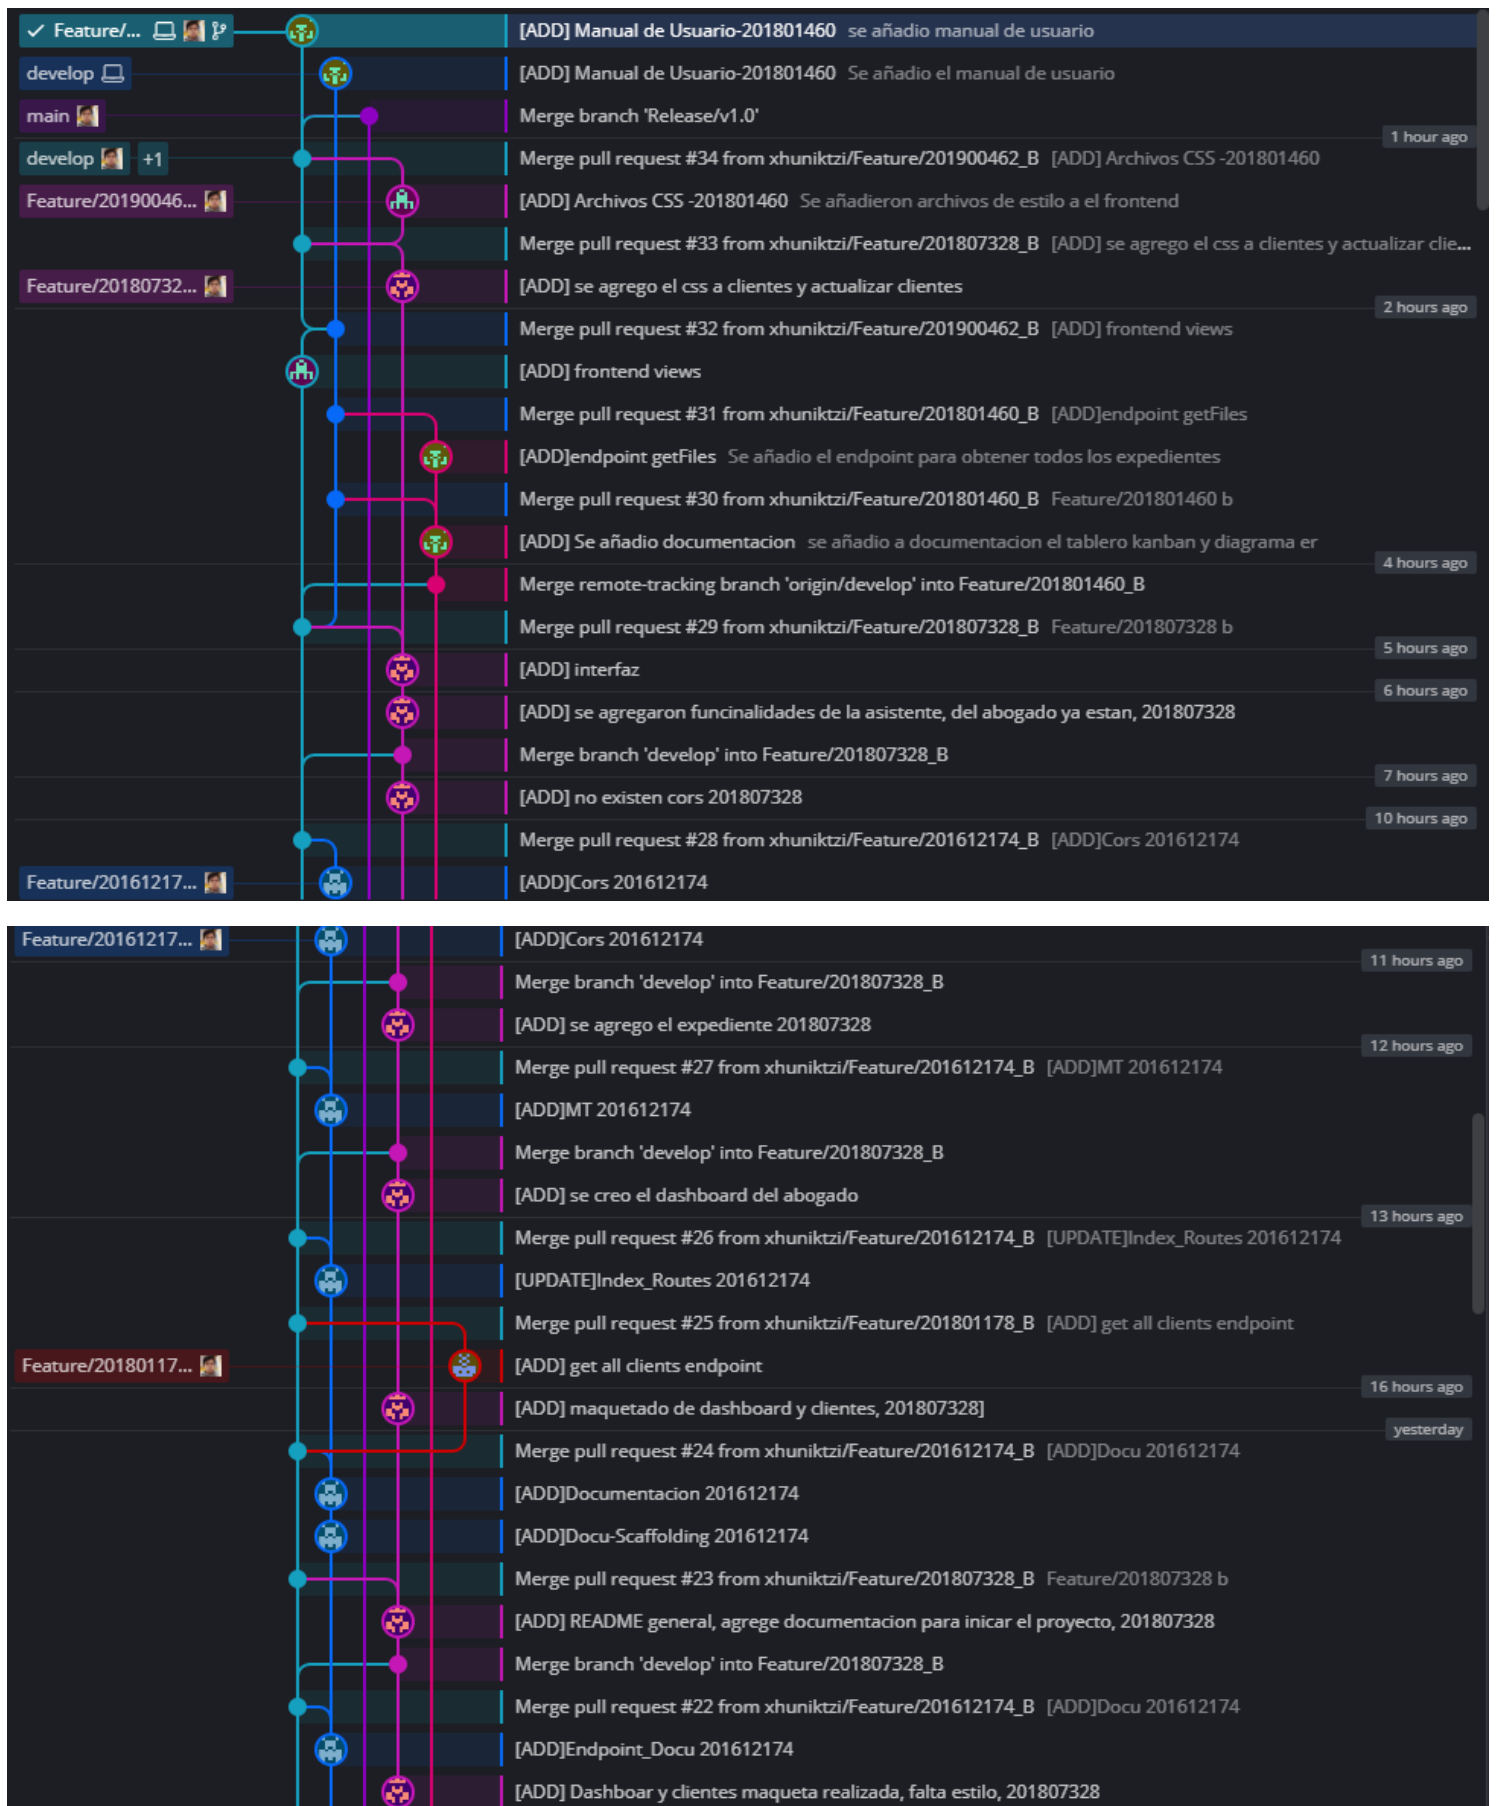 Feature/... [ADD] Manual de Usuario-201801460 se añadio manual de usuario
develop [ADD] Manual de Usuario-201801460 Se añadio el manual de usuario
main Merge branch 'Release/v1.0'
1 hour ago
develop +1 Merge pull request #34 from xhuniktzi/Feature/201900462_B [ADD] Archivos CSS -201801460
Feature/20190046... [ADD] Archivos CSS -201801460 Se añadieron archivos de estilo a el frontend
Merge pull request #33 from xhuniktzi/Feature/201807328_B [ADD] se agrego el css a clientes y actualizar clie...
Feature/20180732... [ADD] se agrego el css a clientes y actualizar clientes
2 hours ago
Merge pull request #32 from xhuniktzi/Feature/201900462_B [ADD] frontend views
[ADD] frontend views
Merge pull request #31 from xhuniktzi/Feature/201801460_B [ADD]endpoint getFiles
[ADD]endpoint getFiles Se añadio el endpoint para obtener todos los expedientes
Merge pull request #30 from xhuniktzi/Feature/201801460_B Feature/201801460 b
[ADD] Se añadio documentacion se añadio a documentacion el tablero kanban y diagrama er
4 hours ago
Merge remote-tracking branch 'origin/develop' into Feature/201801460_B
Merge pull request #29 from xhuniktzi/Feature/201807328_B Feature/201807328 b
5 hours ago
[ADD] interfaz
6 hours ago
[ADD] se agregaron funcinalidades de la asistente, del abogado ya estan, 201807328
Merge branch 'develop' into Feature/201807328_B
7 hours ago
[ADD] no existen cors 201807328
10 hours ago
Merge pull request #28 from xhuniktzi/Feature/201612174_B [ADD]Cors 201612174
Feature/20161217... [ADD]Cors 201612174
Feature/20161217... [ADD]Cors 201612174
11 hours ago
Merge branch 'develop' into Feature/201807328_B
[ADD] se agrego el expediente 201807328
12 hours ago
Merge pull request #27 from xhuniktzi/Feature/201612174_B [ADD]MT 201612174
[ADD]MT 201612174
Merge branch 'develop' into Feature/201807328_B
[ADD] se creo el dashboard del abogado
13 hours ago
Merge pull request #26 from xhuniktzi/Feature/201612174_B [UPDATE]Index_Routes 201612174
[UPDATE]Index_Routes 201612174
Merge pull request #25 from xhuniktzi/Feature/201801178_B [ADD] get all clients endpoint
Feature/20180117... [ADD] get all clients endpoint
16 hours ago
[ADD] maquetado de dashboard y clientes, 201807328]
yesterday
Merge pull request #24 from xhuniktzi/Feature/201612174_B [ADD]Docu 201612174
[ADD]Documentacion 201612174
[ADD]Docu-Scaffolding 201612174
Merge pull request #23 from xhuniktzi/Feature/201807328_B Feature/201807328 b
[ADD] README general, agrege documentacion para inicar el proyecto, 201807328
Merge branch 'develop' into Feature/201807328_B
Merge pull request #22 from xhuniktzi/Feature/201612174_B [ADD]Docu 201612174
[ADD]Endpoint_Docu 201612174
[ADD] Dashboar y clientes maqueta realizada, falta estilo, 201807328